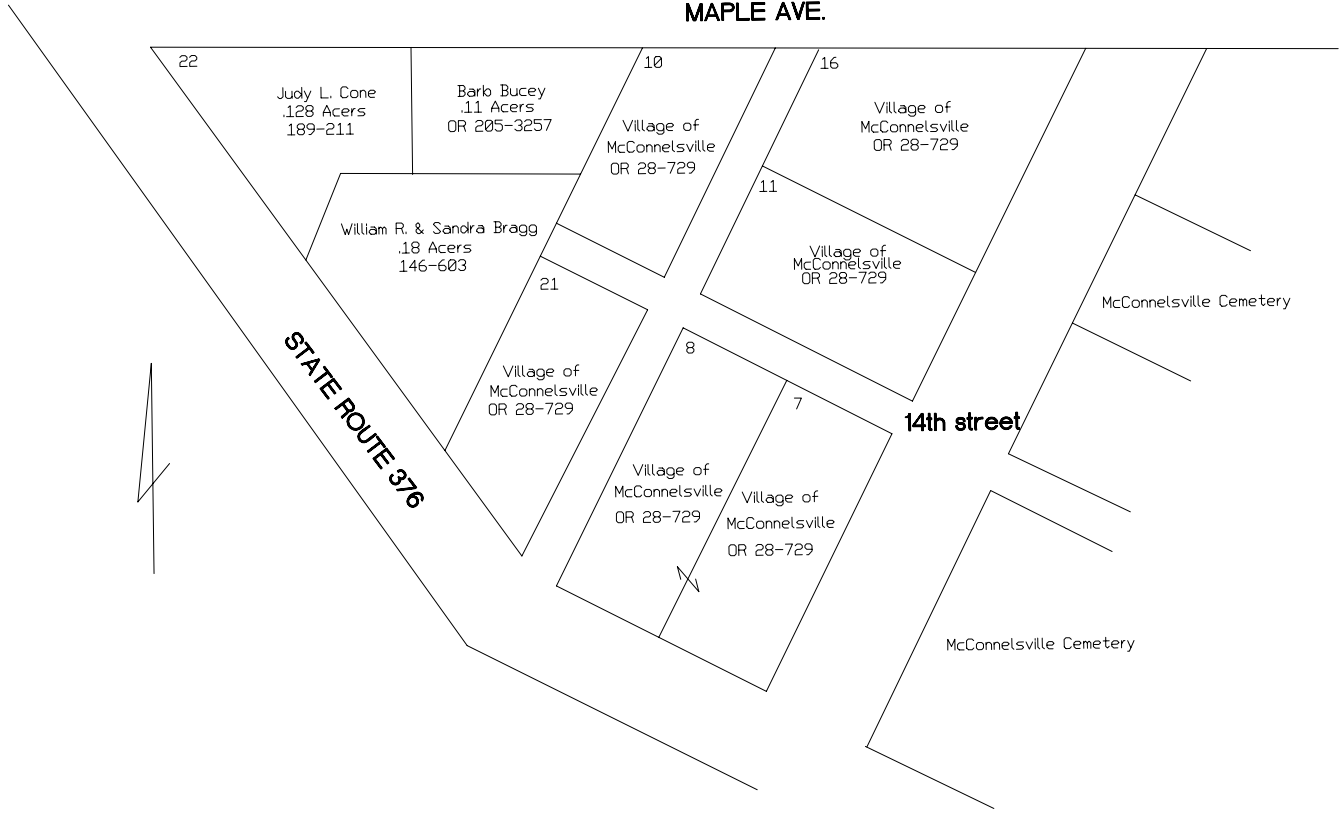 MAPLE AVE.
22
Judy L. Cone
.128 Acers
189-211
Barb Bucey
.11 Acers
OR 205-3257
10
Village of
McConnelsville
OR 28-729
16
Village of
McConnelsville
OR 28-729
11
Village of
McConnelsville
OR 28-729
William R. & Sandra Bragg
.18 Acers
146-603
21
Village of
McConnelsville
OR 28-729
McConnelsville Cemetery
STATE ROUTE 376
8
Village of
McConnelsville
OR 28-729
7
Village of
McConnelsville
OR 28-729
14th street
McConnelsville Cemetery
N